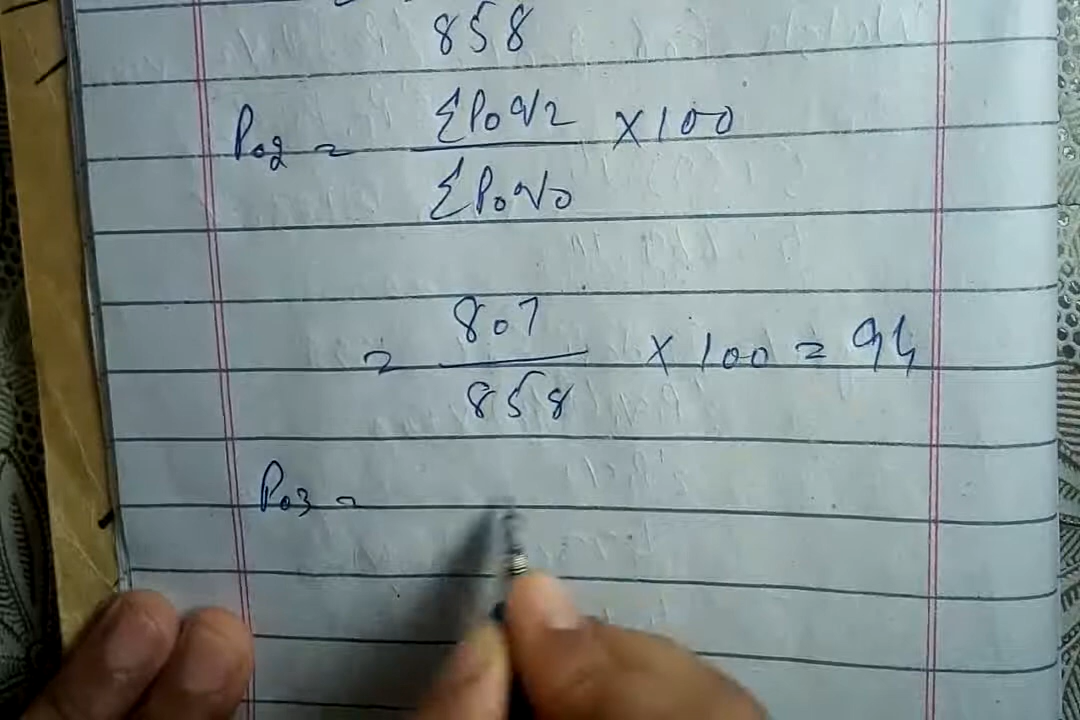 858
P02 = ΣP0q2 / ΣP0q0 × 100
= 807 / 858 × 100 = 94
P03 =